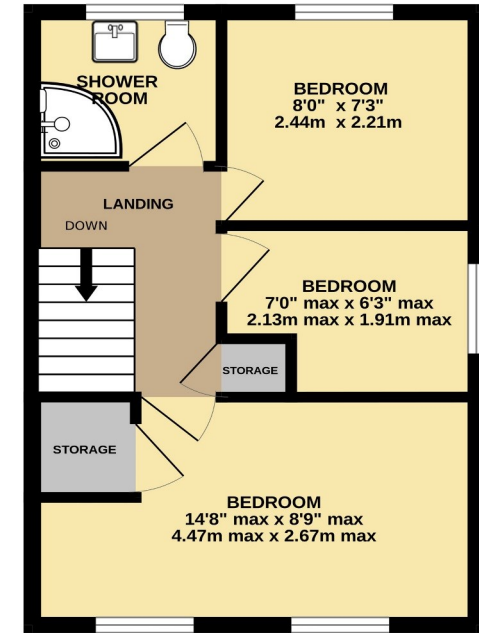 SHOWER
ROOM
BEDROOM
8'0" x 7'3"
2.44m x 2.21m
LANDING
DOWN
BEDROOM
7'0" max x 6'3" max
2.13m max x 1.91m max
STORAGE
STORAGE
BEDROOM
14'8" max x 8'9" max
4.47m max x 2.67m max